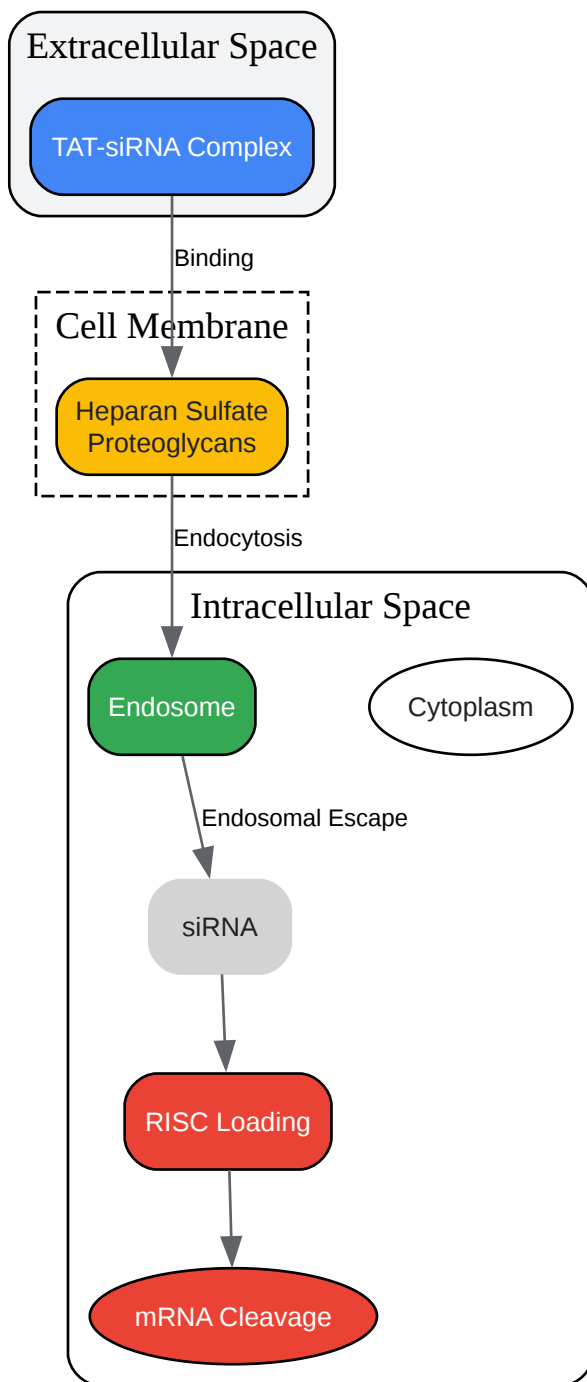 Extracellular Space
TAT-siRNA Complex
Binding
Cell Membrane
Heparan Sulfate
Proteoglycans
Endocytosis
Intracellular Space
Endosome
Cytoplasm
Endosomal Escape
siRNA
RISC Loading
mRNA Cleavage